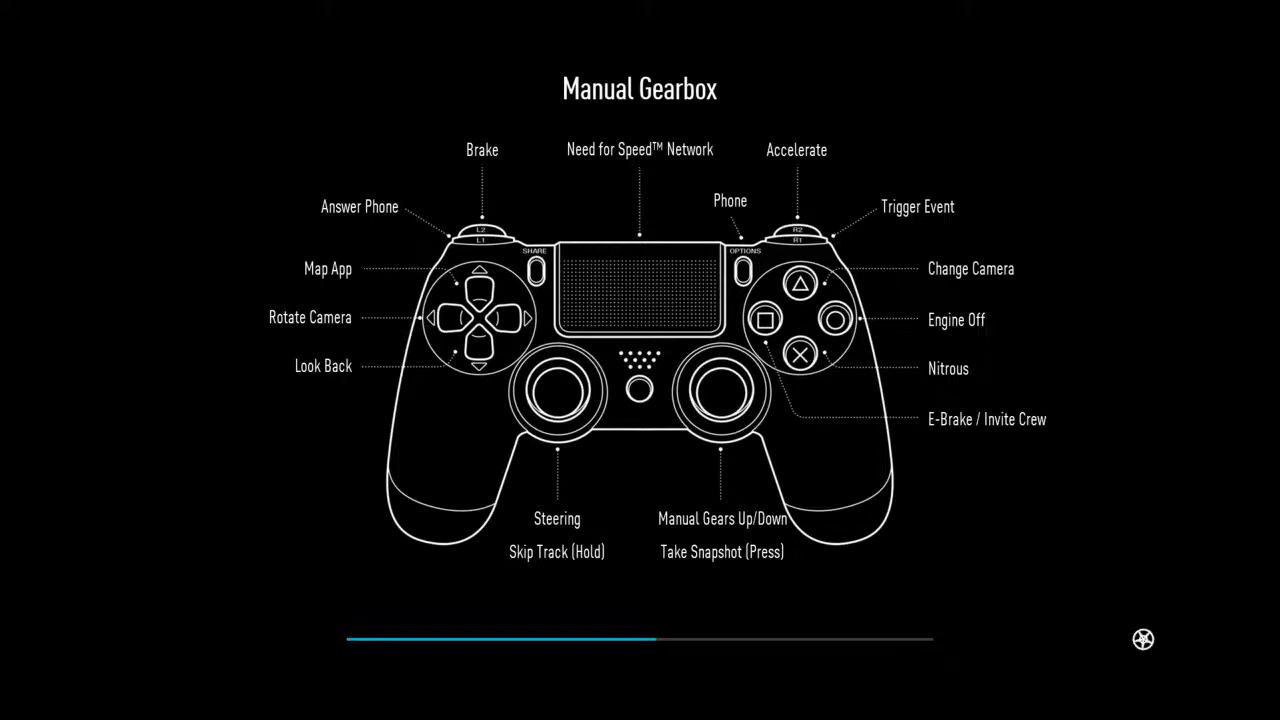 Manual Gearbox
Brake
Need for Speed™ Network
Accelerate
Answer Phone
Phone
Trigger Event
L2
R2
L1
R1
SHARE
OPTIONS
Map App
Change Camera
Rotate Camera
Engine Off
Look Back
Nitrous
E-Brake / Invite Crew
Steering
Manual Gears Up/Down
Skip Track (Hold)
Take Snapshot (Press)